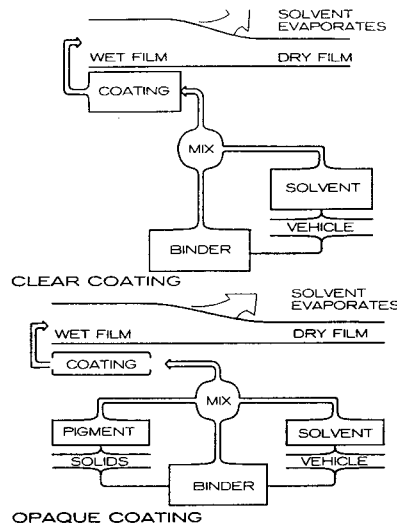 SOLVENT
EVAPORATES
WET FILM
DRY FILM
COATING
MIX
SOLVENT
VEHICLE
BINDER
CLEAR COATING
SOLVENT
EVAPORATES
WET FILM
DRY FILM
COATING
MIX
PIGMENT
SOLVENT
SOLIDS
VEHICLE
BINDER
OPAQUE COATING